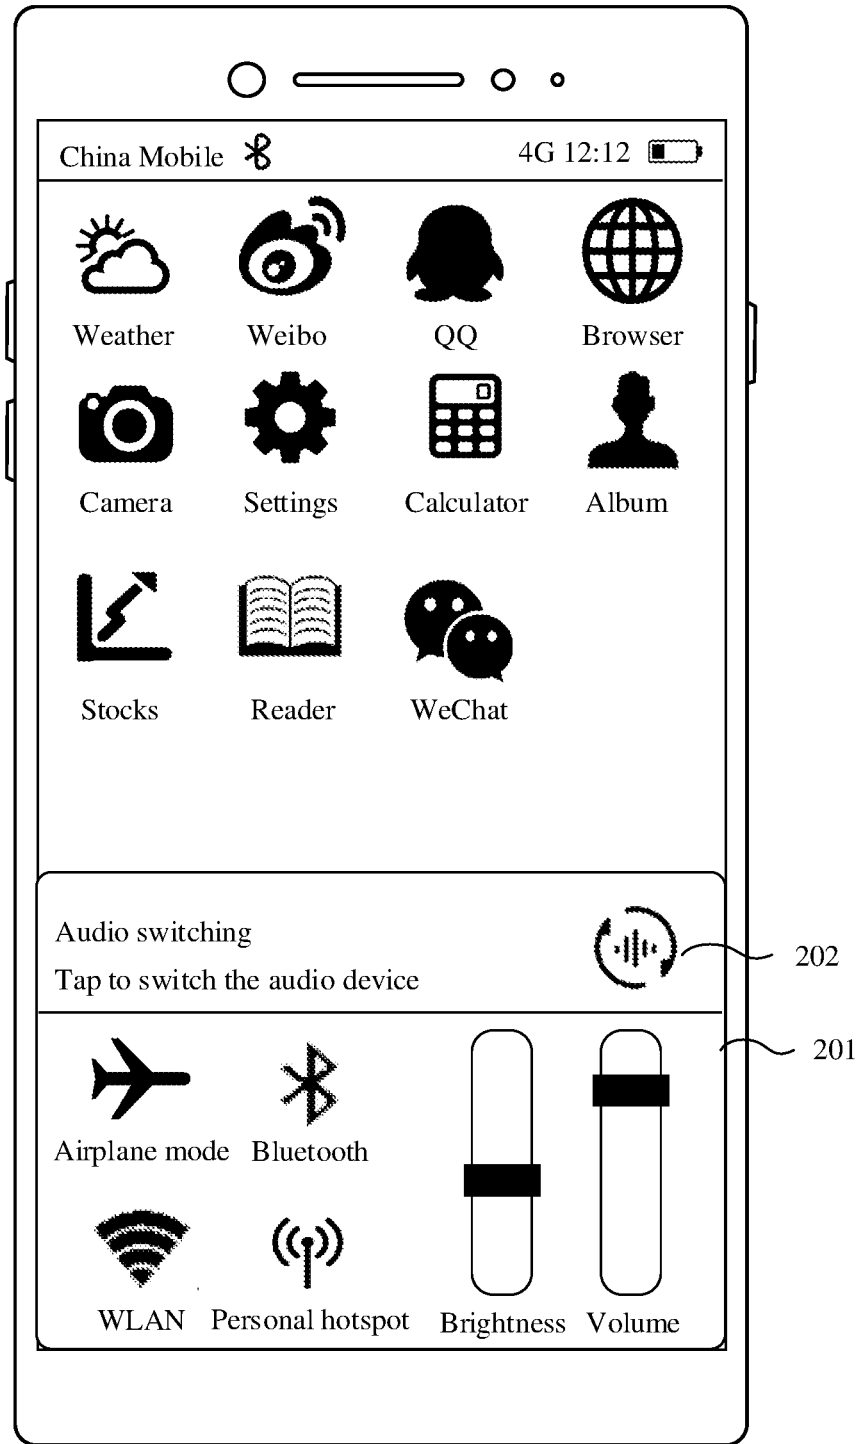 China Mobile 4G 12:12
Weather Weibo QQ Browser
Camera Settings Calculator Album
Stocks Reader WeChat
Audio switching
Tap to switch the audio device
202
201
Airplane mode Bluetooth
WLAN Personal hotspot Brightness Volume